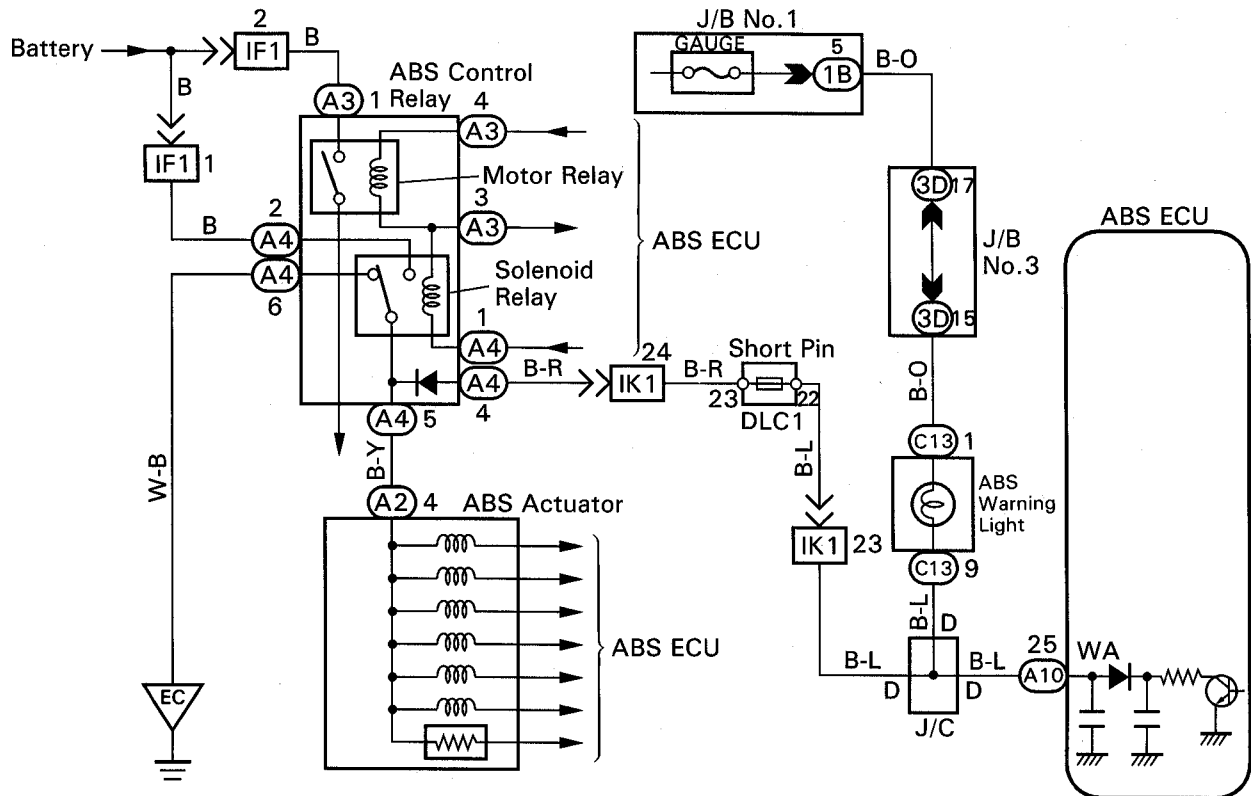 Battery
2
IF1
B
B
IF1 1
ABS Control
Relay
A3 1
4
A3
Motor Relay
3
A3
2
B
A4
A4
6
Solenoid
Relay
1
A4
ABS ECU
B-R
A4
4
A4 5
24
IK1
B-R
Short Pin
23
22
DLC1
B-L
IK1 23
B-Y
W-B
EC
A2 4
ABS Actuator
ABS ECU
J/B No.1
GAUGE
5
1B
B-O
3D 17
J/B
No.3
3D 15
B-O
C13 1
ABS
Warning
Light
C13 9
B-L
D
B-L
D
B-L
D
J/C
ABS ECU
25
A10
WA